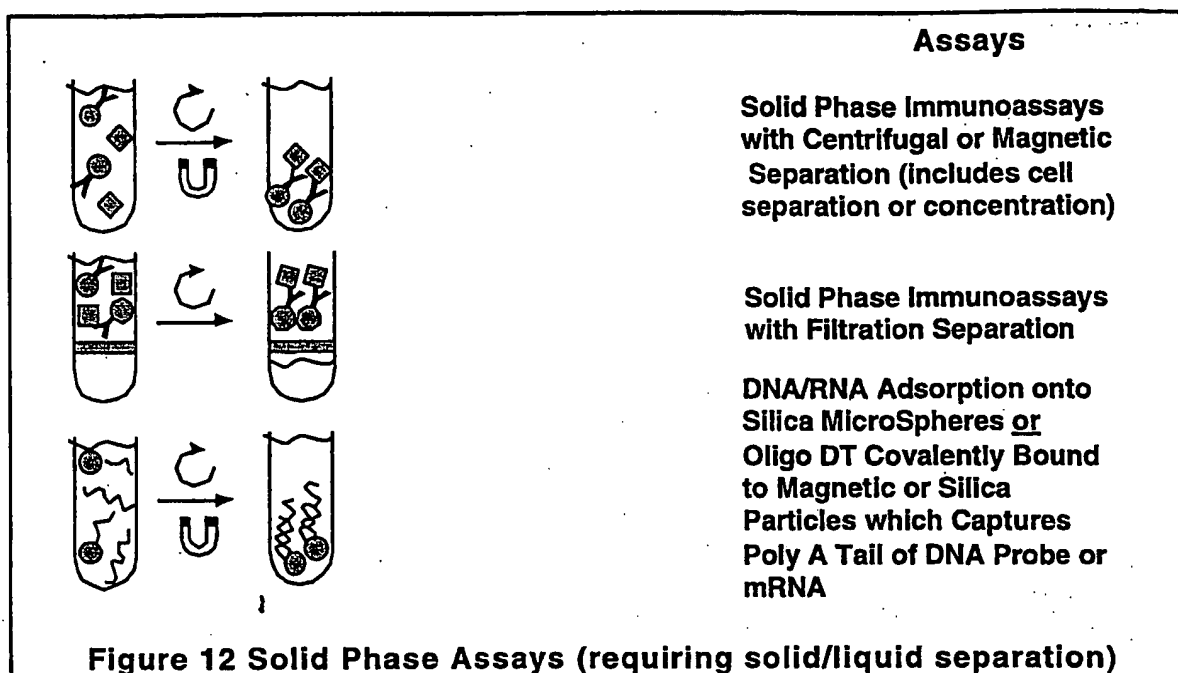 Assays
Solid Phase Immunoassays
with Centrifugal or Magnetic
Separation (includes cell
separation or concentration)
Solid Phase Immunoassays
with Filtration Separation
DNA/RNA Adsorption onto
Silica MicroSpheres or
Oligo DT Covalently Bound
to Magnetic or Silica
Particles which Captures
Poly A Tail of DNA Probe or
mRNA
Figure 12 Solid Phase Assays (requiring solid/liquid separation)